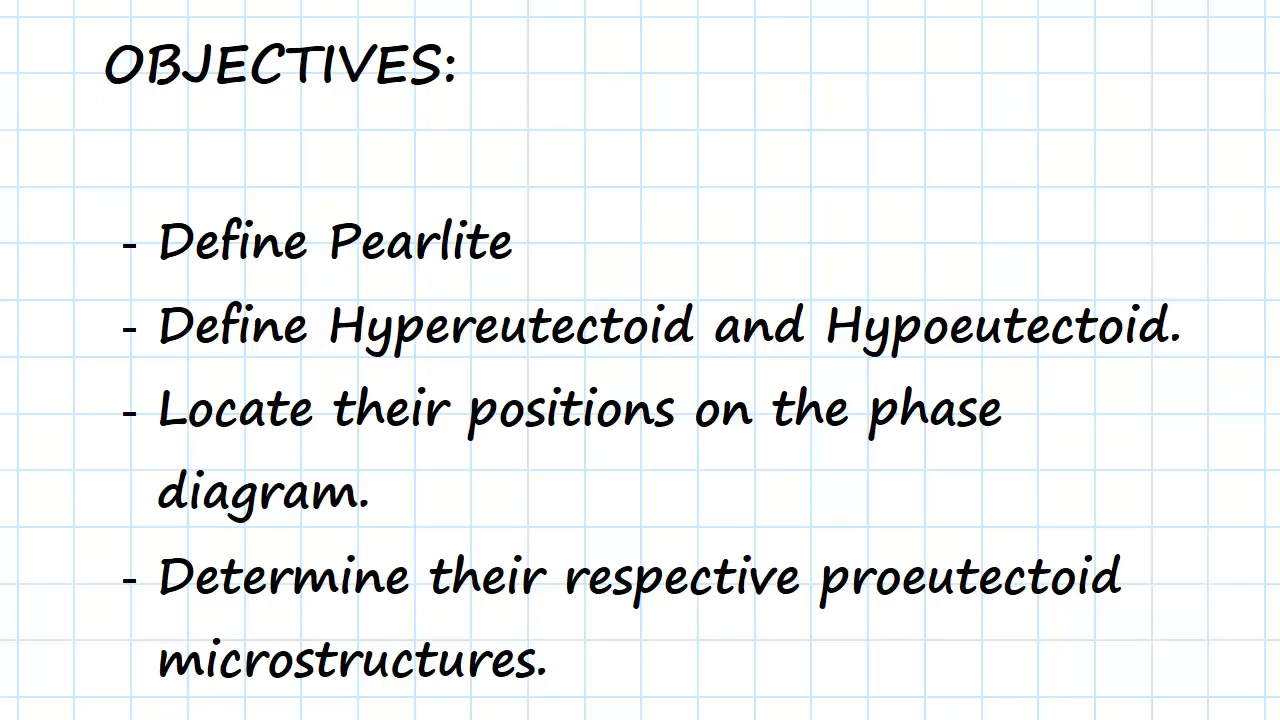 OBJECTIVES:
- Define Pearlite
- Define Hypereutectoid and Hypoeutectoid.
- Locate their positions on the phase
diagram.
- Determine their respective proeutectoid
microstructures.